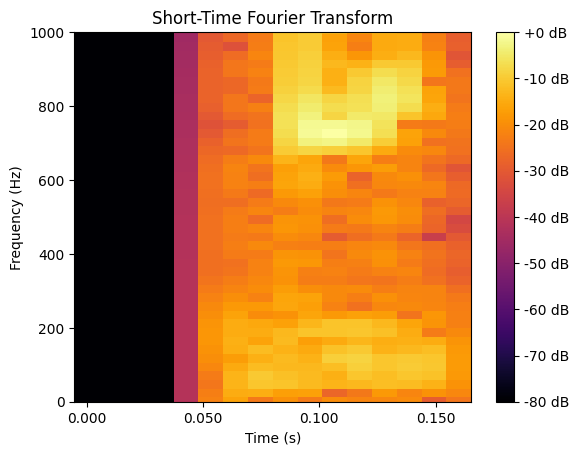 Short-Time Fourier Transform
Frequency (Hz)
1000
800
600
400
200
0
0.000
0.050
0.100
0.150
Time (s)
+0 dB
-10 dB
-20 dB
-30 dB
-40 dB
-50 dB
-60 dB
-70 dB
-80 dB